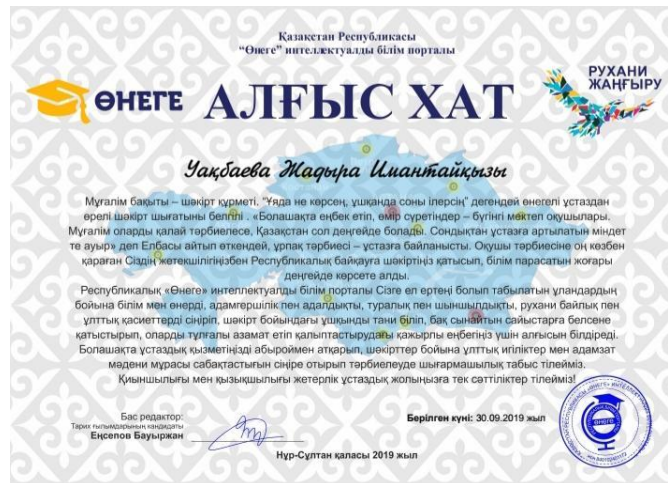 Қазақстан Республикасы
“Өнеге” интеллектуалды білім порталы
ӨНЕГЕ
АЛҒЫС ХАТ
РУХАНИ
ЖАҢҒЫРУ
Уақбаева Жадыра Имантайқызы
Мұғалім бақыты – шәкірт құрметі. “Ұяда не көрсең, ұшқанда соны ілерсің” дегендей өнегелі ұстаздан
өрелі шәкірт шығатыны белгілі . «Болашақта еңбек етіп, өмір сүретіндер – бүгінгі мектеп оқушылары.
Мұғалім оларды қалай тәрбиелесе, Қазақстан сол деңгейде болады. Сондықтан ұстазға артылатын міндет
те ауыр» деп Елбасы айтып өткендей, ұрпақ тәрбиесі – ұстазға байланысты. Оқушы тәрбиесіне оң көзбен
қараған Сіздің жетекшілігіңізбен Республикалық байқауға шәкіртіңіз қатысып, білім парасатын жоғары
деңгейде көрсете алды.
Республикалық «Өнеге» интеллектуалды білім порталы Сізге ел ертеңі болып табылатын ұландардың
бойына білім мен өнерді, адамгершілік пен адалдықты, туралық пен шыншылдықты, рухани байлық пен
ұлттық қасиеттерді сіңіріп, шәкірт бойындағы ұшқынды тани біліп, бақ сынайтын сайыстарға белсене
қатыстырып, оларды тұлғалы азамат етіп қалыптастырудағы қажырлы еңбегіңіз үшін алғысын білдіреді.
Болашақта ұстаздық қызметіңізді абыроймен атқарып, шәкірттер бойына ұлттық игіліктер мен адамзат
мәдени мұрасы сабақтастығын сіңіре отырып тәрбиелеуде шығармашылық табыс тілейміз.
Қиыншылығы мен қызықшылығы жетерлік ұстаздық жолыңызға тек сәттіліктер тілейміз!
Бас редактор:
Тарих ғылымдарының кандидаты
Еңсепов Бауыржан
Берілген күні: 30.09.2019 жыл
Нұр-Сұлтан қаласы 2019 жыл
ӨНЕГЕ